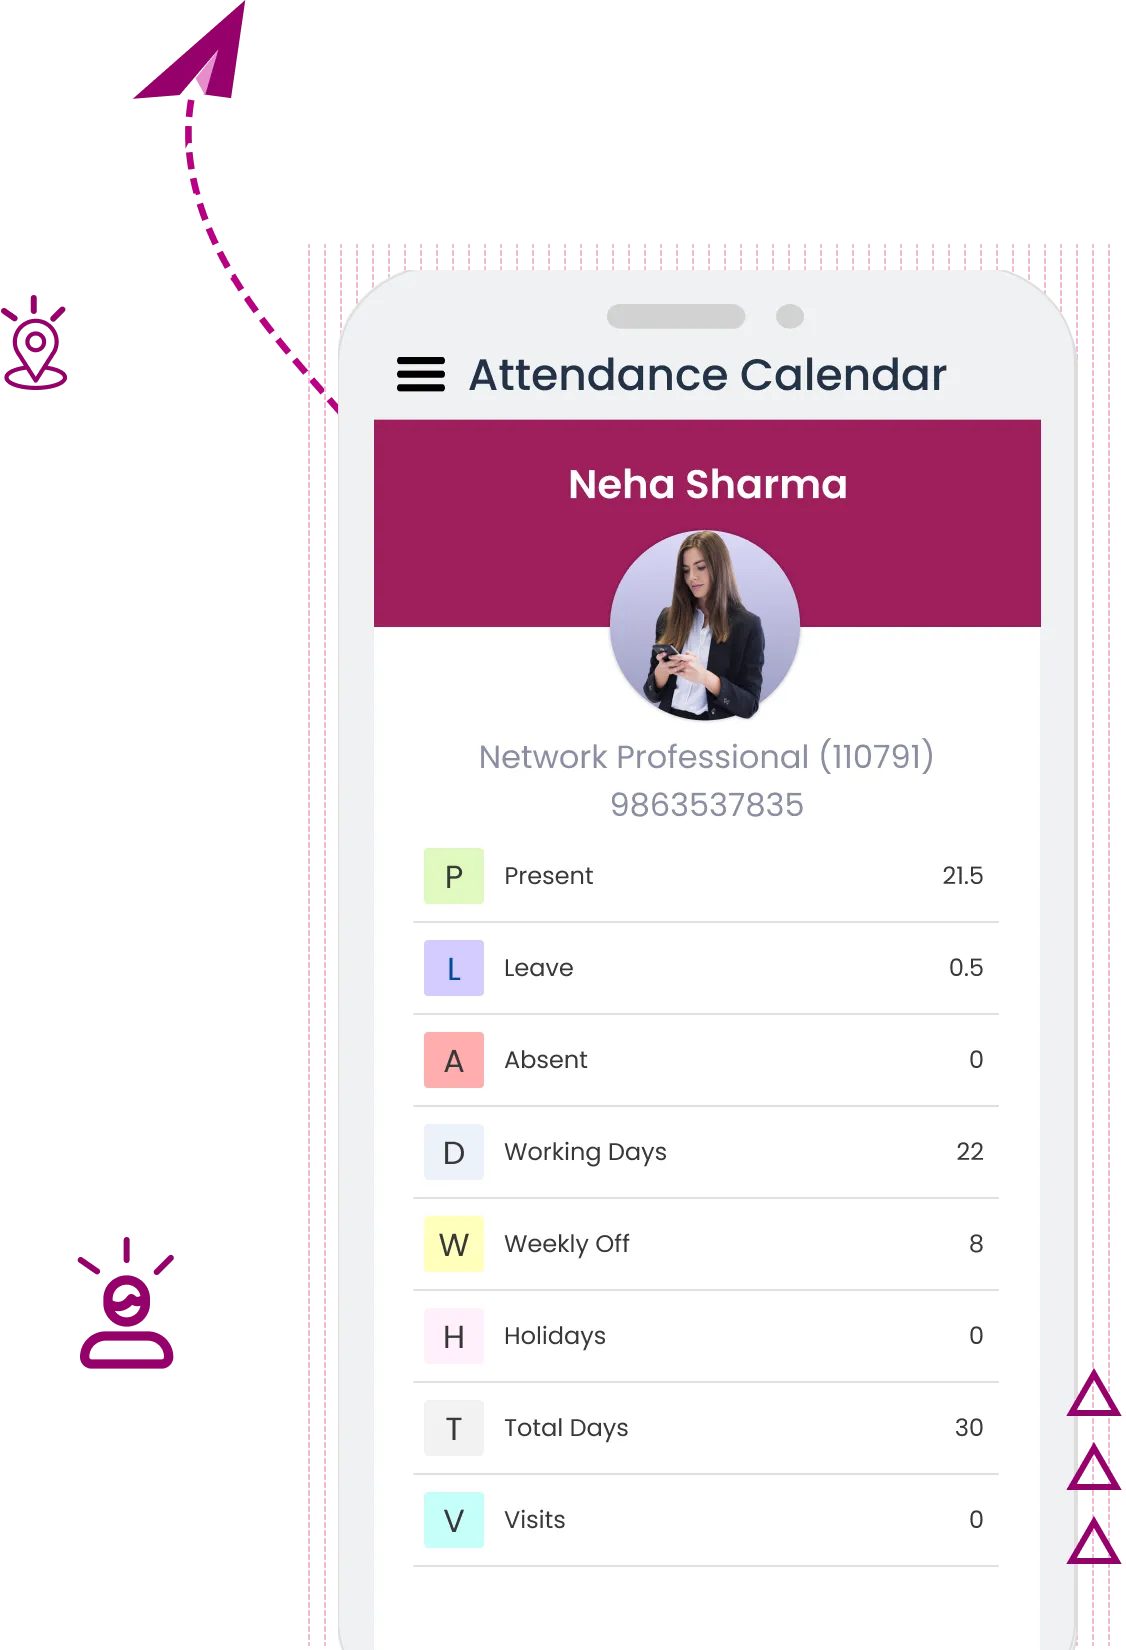 Attendance Calendar
Neha Sharma
Network Professional (110791)
9863537835
P Present 21.5
L Leave 0.5
A Absent 0
D Working Days 22
W Weekly Off 8
H Holidays 0
T Total Days 30
V Visits 0